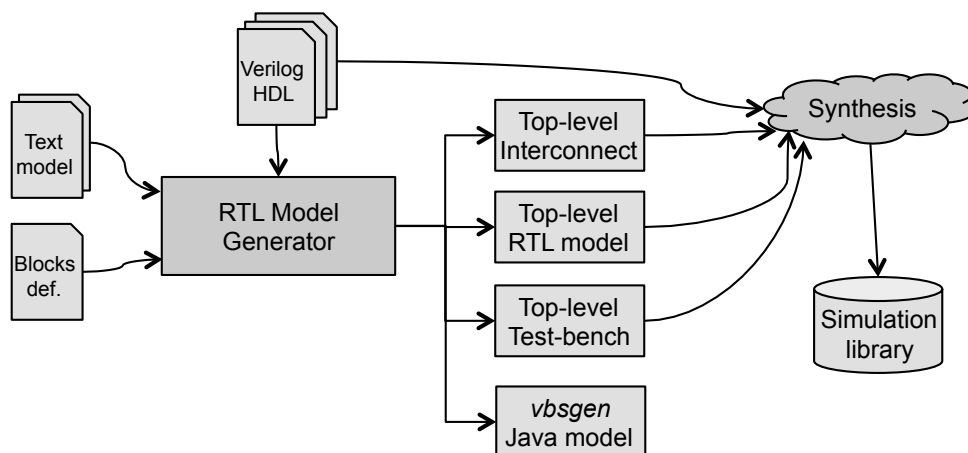 Verilog
HDL
Text
model
Blocks
def.
RTL Model
Generator
Top-level
Interconnect
Top-level
RTL model
Top-level
Test-bench
vbsgen
Java model
Synthesis
Simulation
library